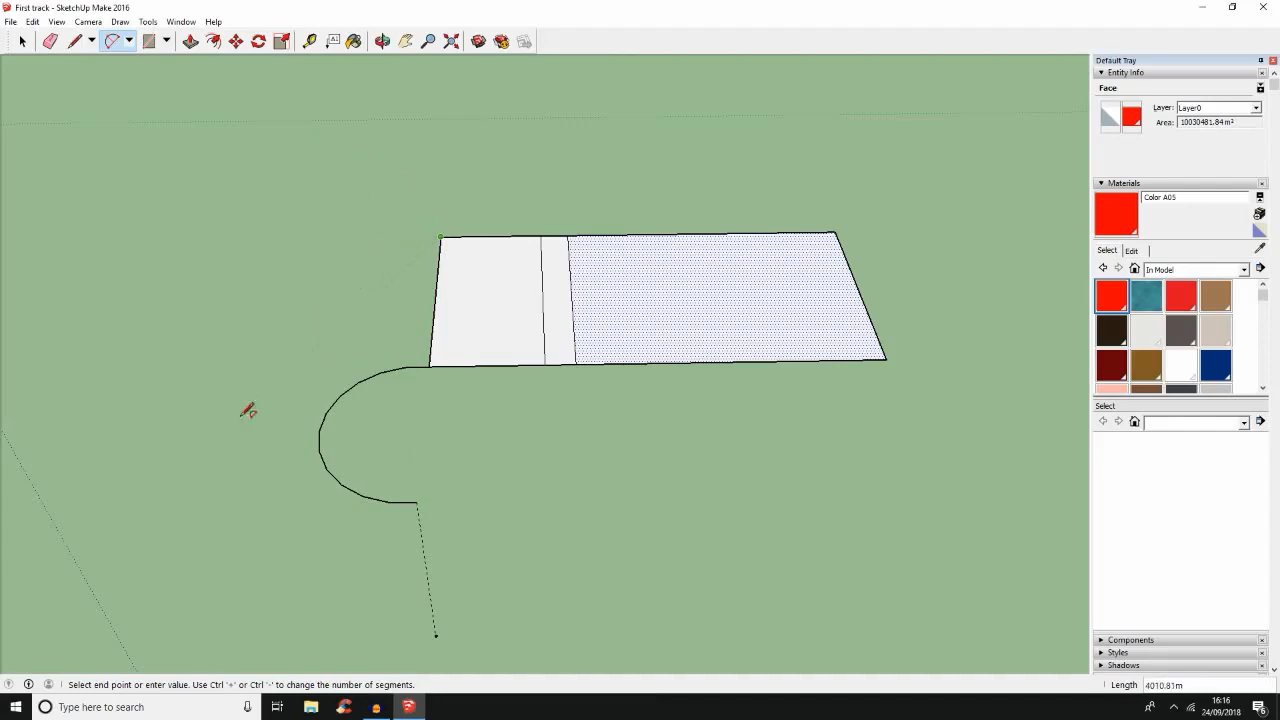 First track - SketchUp Make 2016
File Edit View Camera Draw Tools Window Help
Default Tray
Entity Info
Face
Layer: Layer0
Area: 10030481.84 m²
Materials
Color A05
Select Edit
In Model
Select
Components
Styles
Shadows
Select end point or enter value. Use Ctrl '+' or Ctrl '-' to change the number of segments.
Length 4010.81m
Type here to search
16:16
24/09/2018